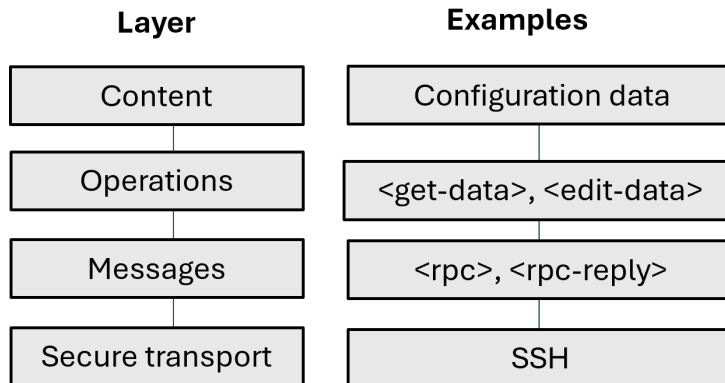 Layer
Examples
Content
Configuration data
Operations
<get-data>, <edit-data>
Messages
<rpc>, <rpc-reply>
Secure transport
SSH